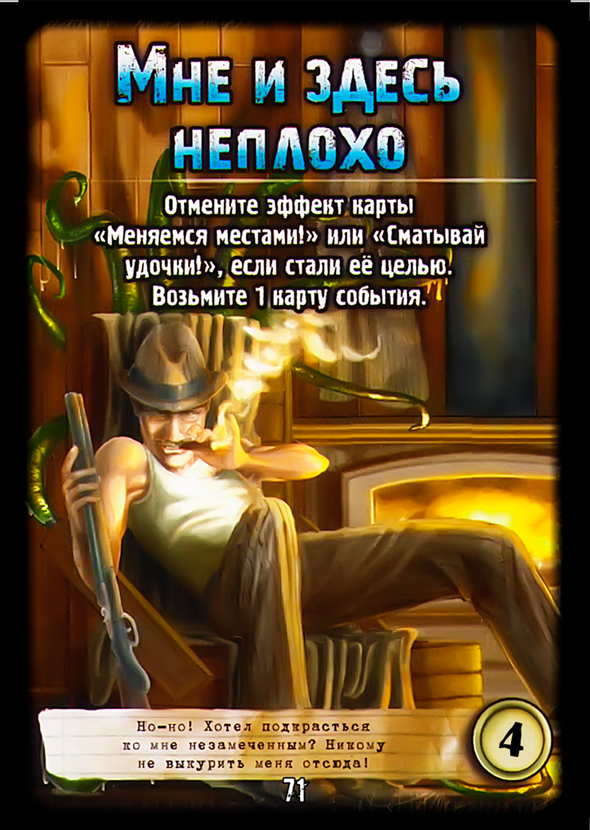 Мне и здесь
неплохо
Отмените эффект карты
«Меняемся местами!» или «Сматывай
удочки!», если стали её целью.
Возьмите 1 карту события.
Но-но! Хотел подкрасться
ко мне незамеченным? Никому
не выкурить меня отсюда!
4
71